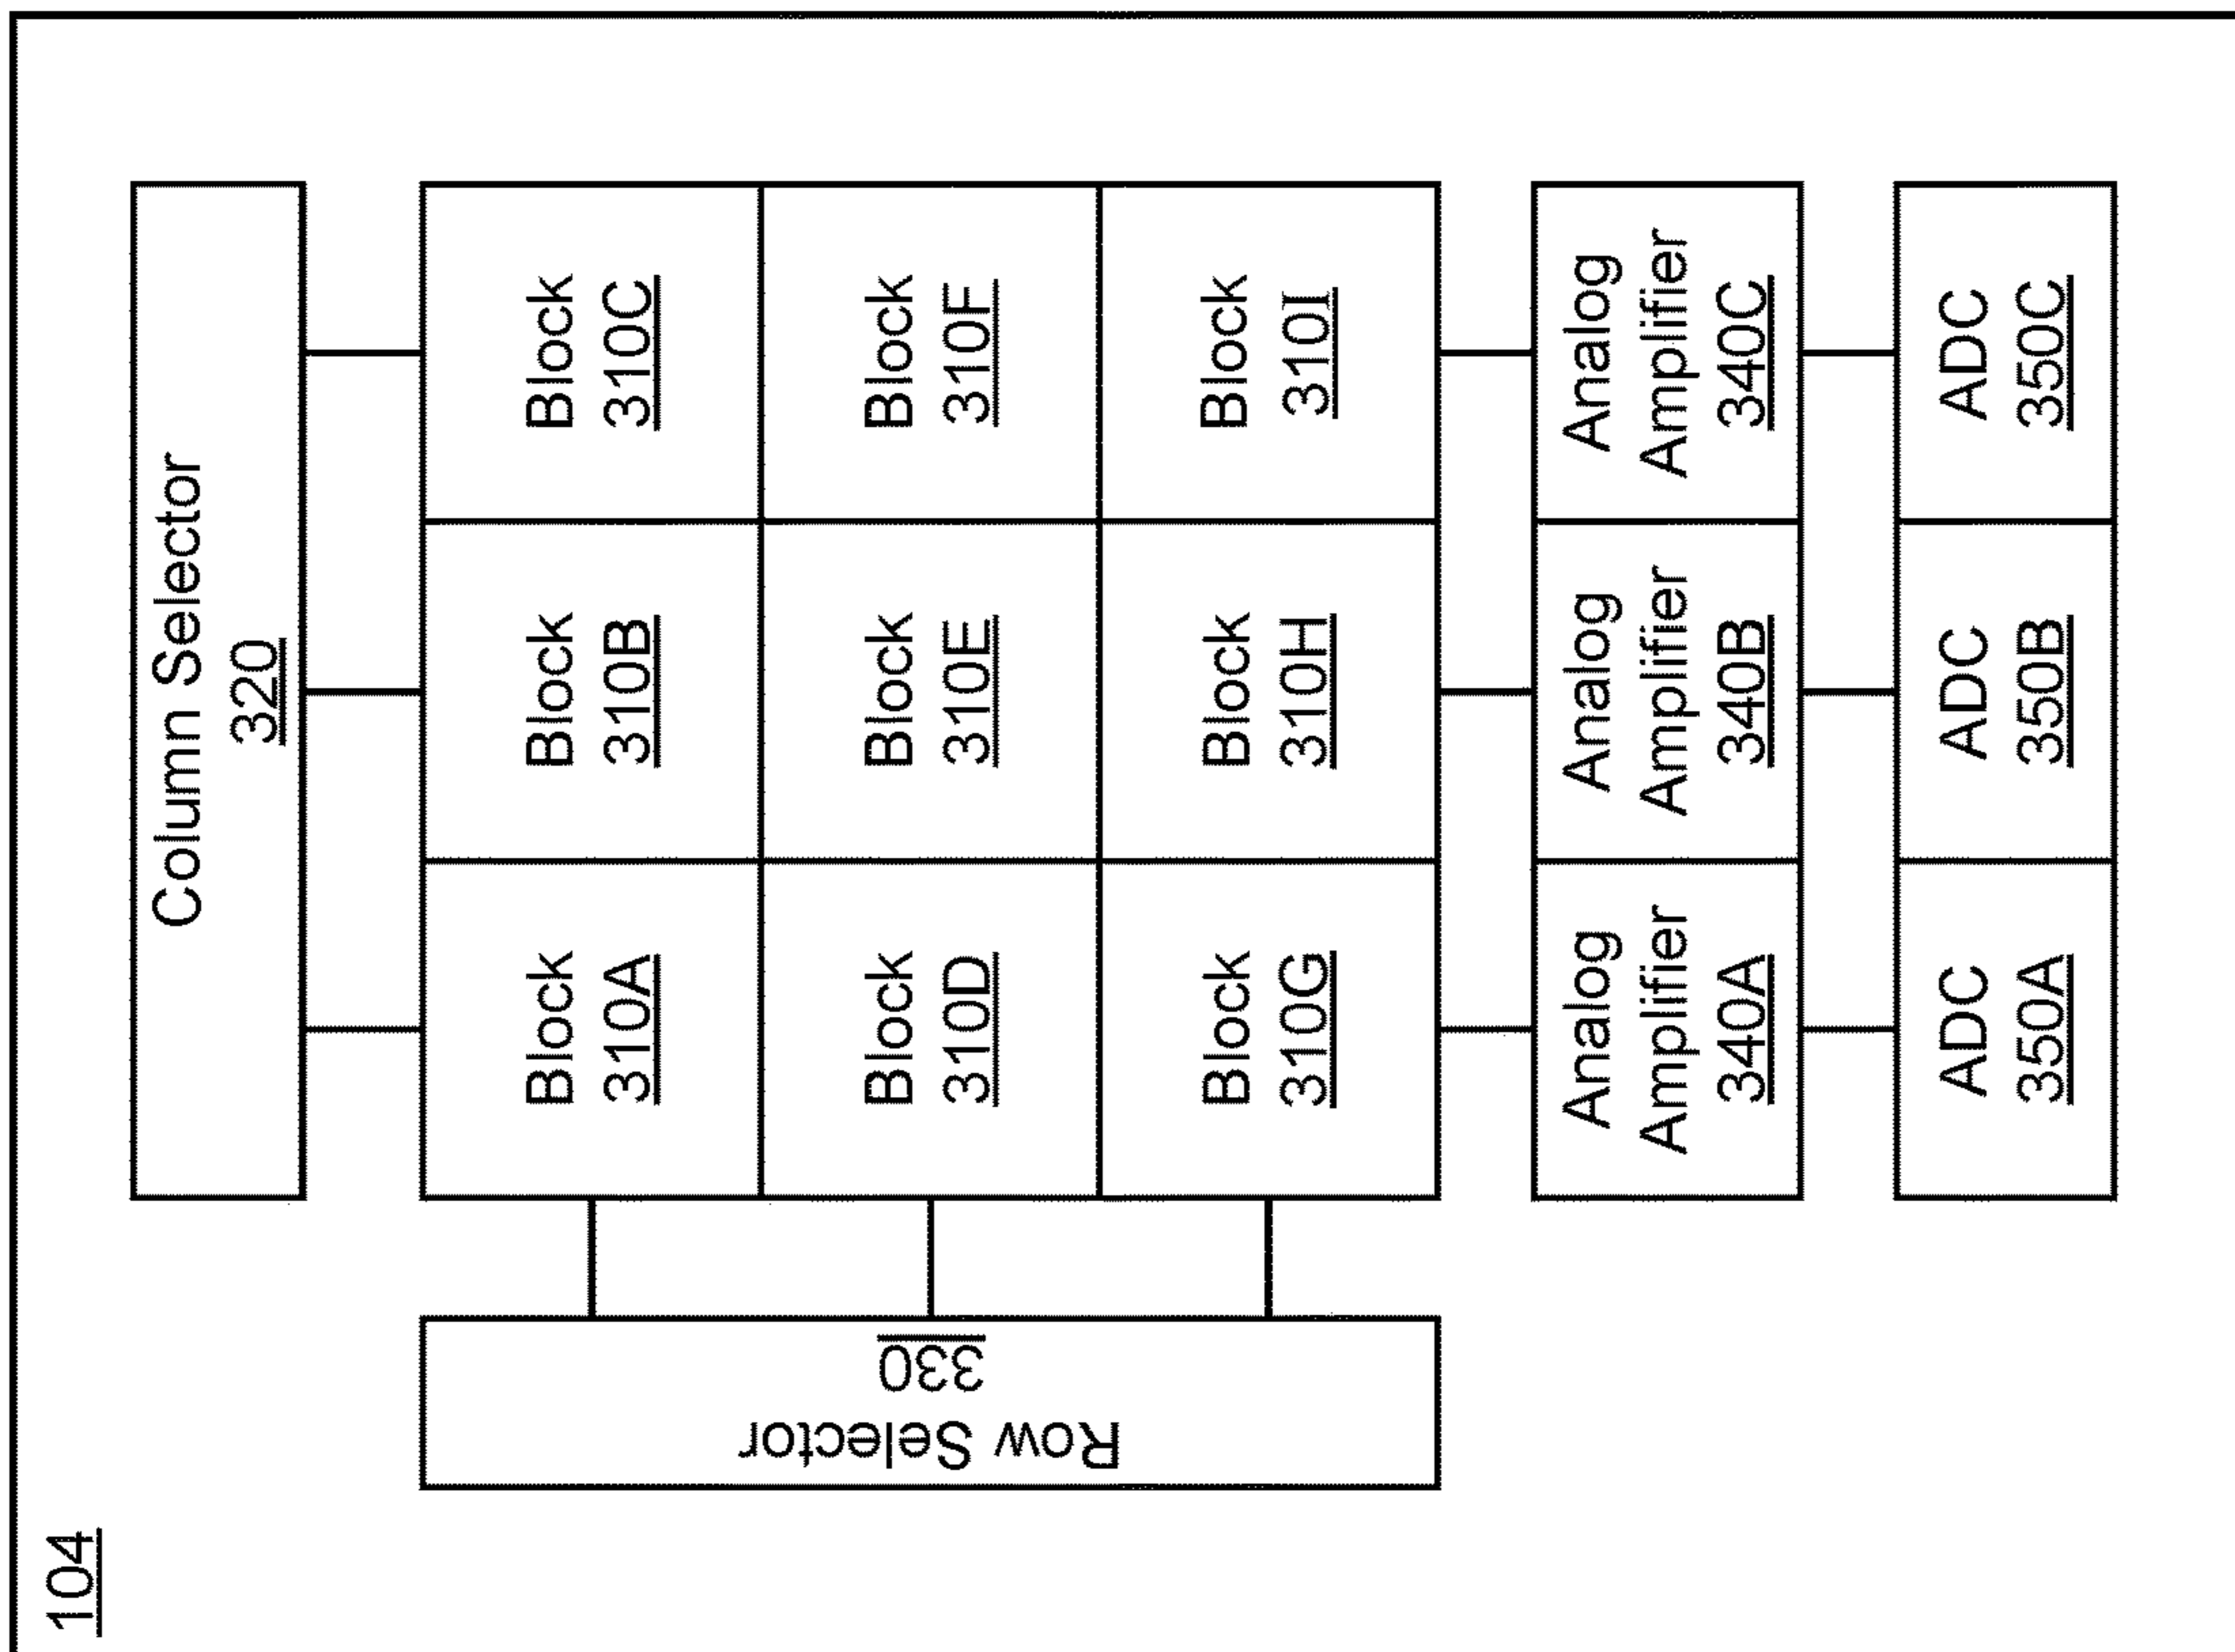 104
Column Selector
320
Row Selector
330
Block
310A
Block
310B
Block
310C
Block
310D
Block
310E
Block
310F
Block
310G
Block
310H
Block
310I
Analog
Amplifier
340A
Analog
Amplifier
340B
Analog
Amplifier
340C
ADC
350A
ADC
350B
ADC
350C